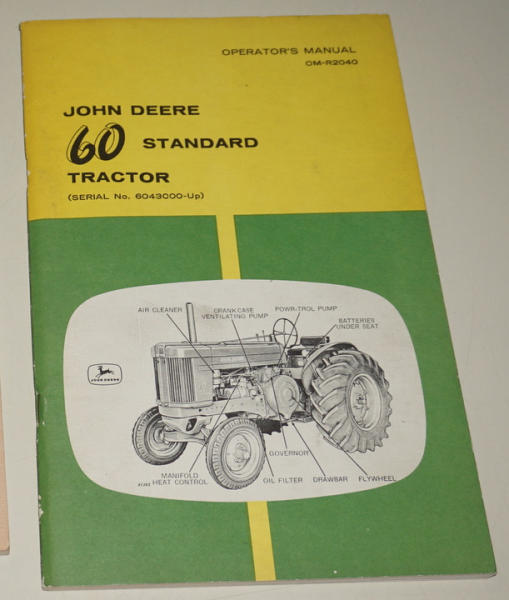 OPERATOR'S MANUAL
OM-R2040
JOHN DEERE
60 STANDARD
TRACTOR
(SERIAL No. 6043000-Up)
AIR CLEANER
CRANKCASE
VENTILATING PUMP
POWR-TROL PUMP
BATTERIES
UNDER SEAT
JOHN DEERE
GOVERNOR
MANIFOLD
HEAT CONTROL
OIL FILTER
DRAWBAR
FLYWHEEL